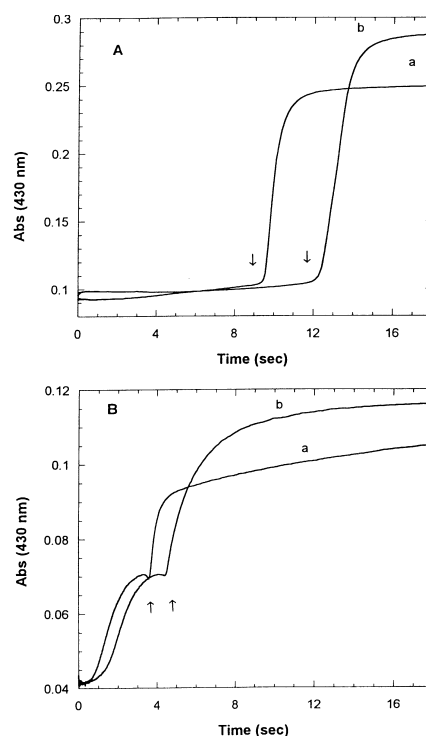 0.3
b
A
a
0.25
Abs (430 nm)
0.2
0.15
↓ ↓
0.1
0 4 8 12 16
Time (sec)
0.12
B
b
a
0.1
Abs (430 nm)
0.08
0.06
↑ ↑
0.04
0 4 8 12 16
Time (sec)